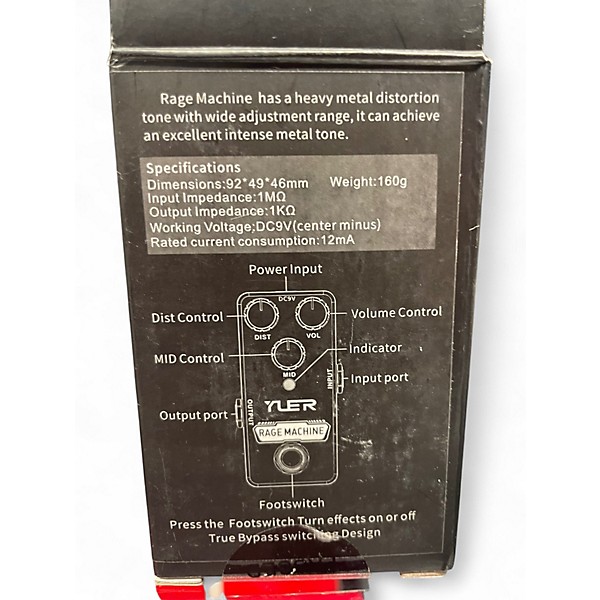 Rage Machine has a heavy metal distortion
tone with wide adjustment range, it can achieve
an excellent intense metal tone.
Specifications
Dimensions:92*49*46mm Weight:160g
Input Impedance:1MΩ
Output Impedance:1KΩ
Working Voltage:DC9V(center minus)
Rated current consumption:12mA
Power Input
DC9V
Dist Control
Volume Control
DIST VOL
MID Control
Indicator
MID
INPUT
Input port
Output port
OUTPUT
YUER
RAGE MACHINE
Footswitch
Press the Footswitch Turn effects on or off
True Bypass switching Design